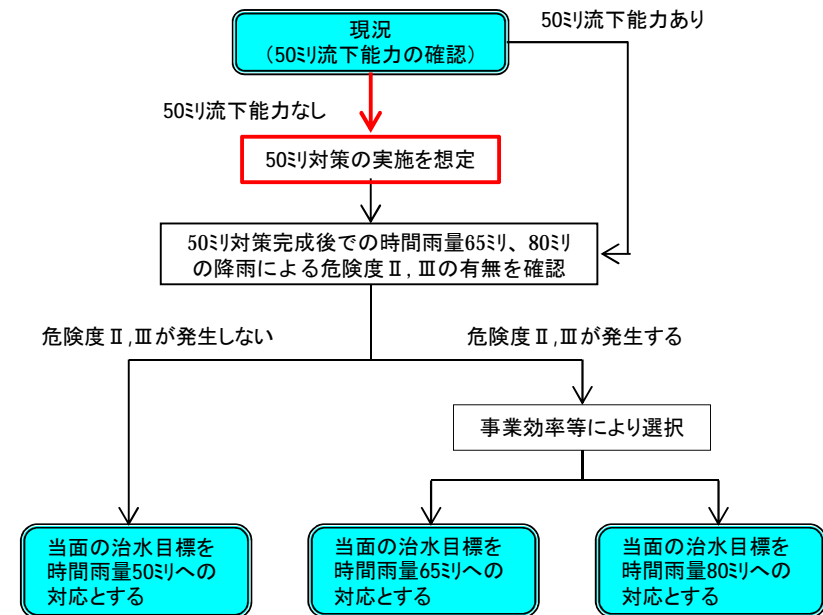 現況
（50ﾐﾘ流下能力の確認）
50ﾐﾘ流下能力あり
50ﾐﾘ流下能力なし
50ﾐﾘ対策の実施を想定
50ﾐﾘ対策完成後での時間雨量65ﾐﾘ、80ﾐﾘ
の降雨による危険度Ⅱ,Ⅲの有無を確認
危険度Ⅱ,Ⅲが発生しない
危険度Ⅱ,Ⅲが発生する
事業効率等により選択
当面の治水目標を
時間雨量50ﾐﾘへの
対応とする
当面の治水目標を
時間雨量65ﾐﾘへの
対応とする
当面の治水目標を
時間雨量80ﾐﾘへの
対応とする